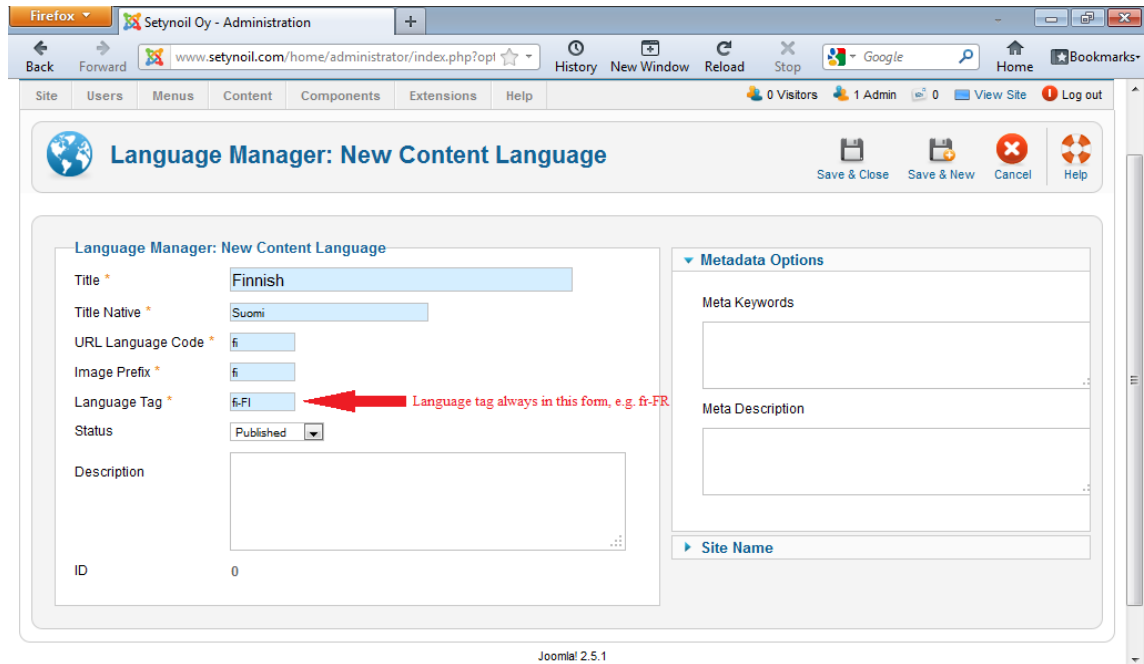 Firefox
Setynoil Oy - Administration
Back
Forward
www.setynoil.com/home/administrator/index.php?opt
History
New Window
Reload
Stop
Google
Home
Bookmarks
Site Users Menus Content Components Extensions Help
0 Visitors 1 Admin 0 View Site Log out
Language Manager: New Content Language
Save & Close
Save & New
Cancel
Help
Language Manager: New Content Language
Title * Finnish
Title Native * Suomi
URL Language Code * fi
Image Prefix * fi
Language Tag * fi-FI
Language tag always in this form, e.g. fr-FR
Status Published
Description
ID 0
Metadata Options
Meta Keywords
Meta Description
Site Name
Joomla! 2.5.1